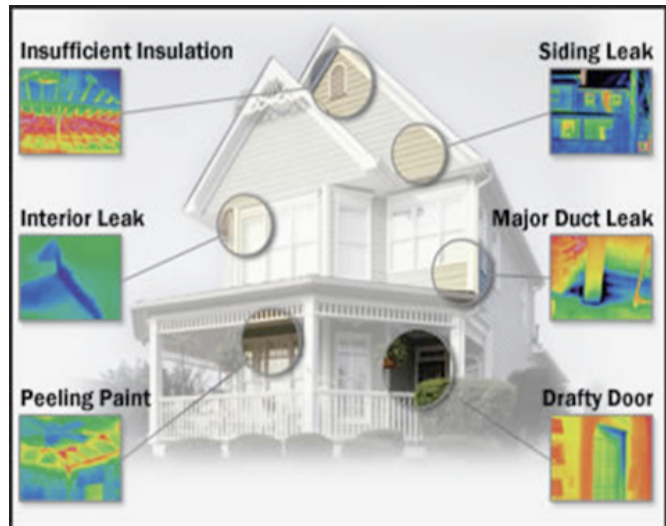 Insufficient Insulation
Siding Leak
Interior Leak
Major Duct Leak
Peeling Paint
Drafty Door